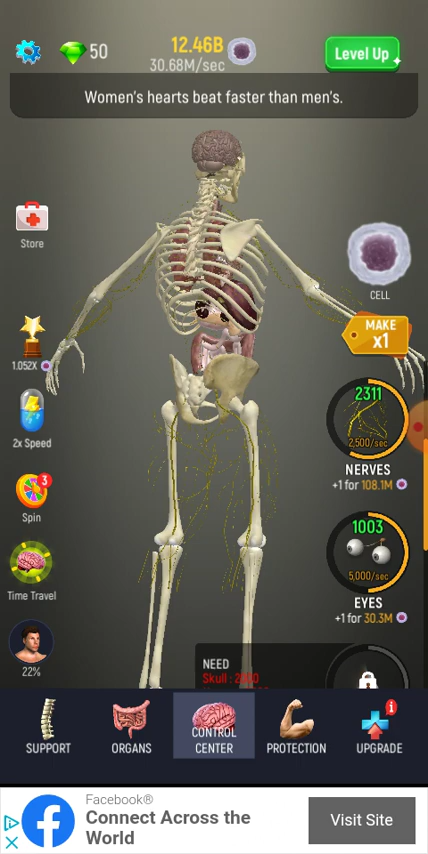 50
12.46B
30.68M/sec
Level Up
Women's hearts beat faster than men's.
Store
CELL
MAKE
x1
1.052X
2311
2,500/sec
NERVES
+1 for 108.1M
2x Speed
3
Spin
1003
5,000/sec
EYES
+1 for 30.3M
Time Travel
22%
NEED
Skull :
SUPPORT
ORGANS
CONTROL
CENTER
PROTECTION
i
UPGRADE
Facebook®
Connect Across the
World
Visit Site